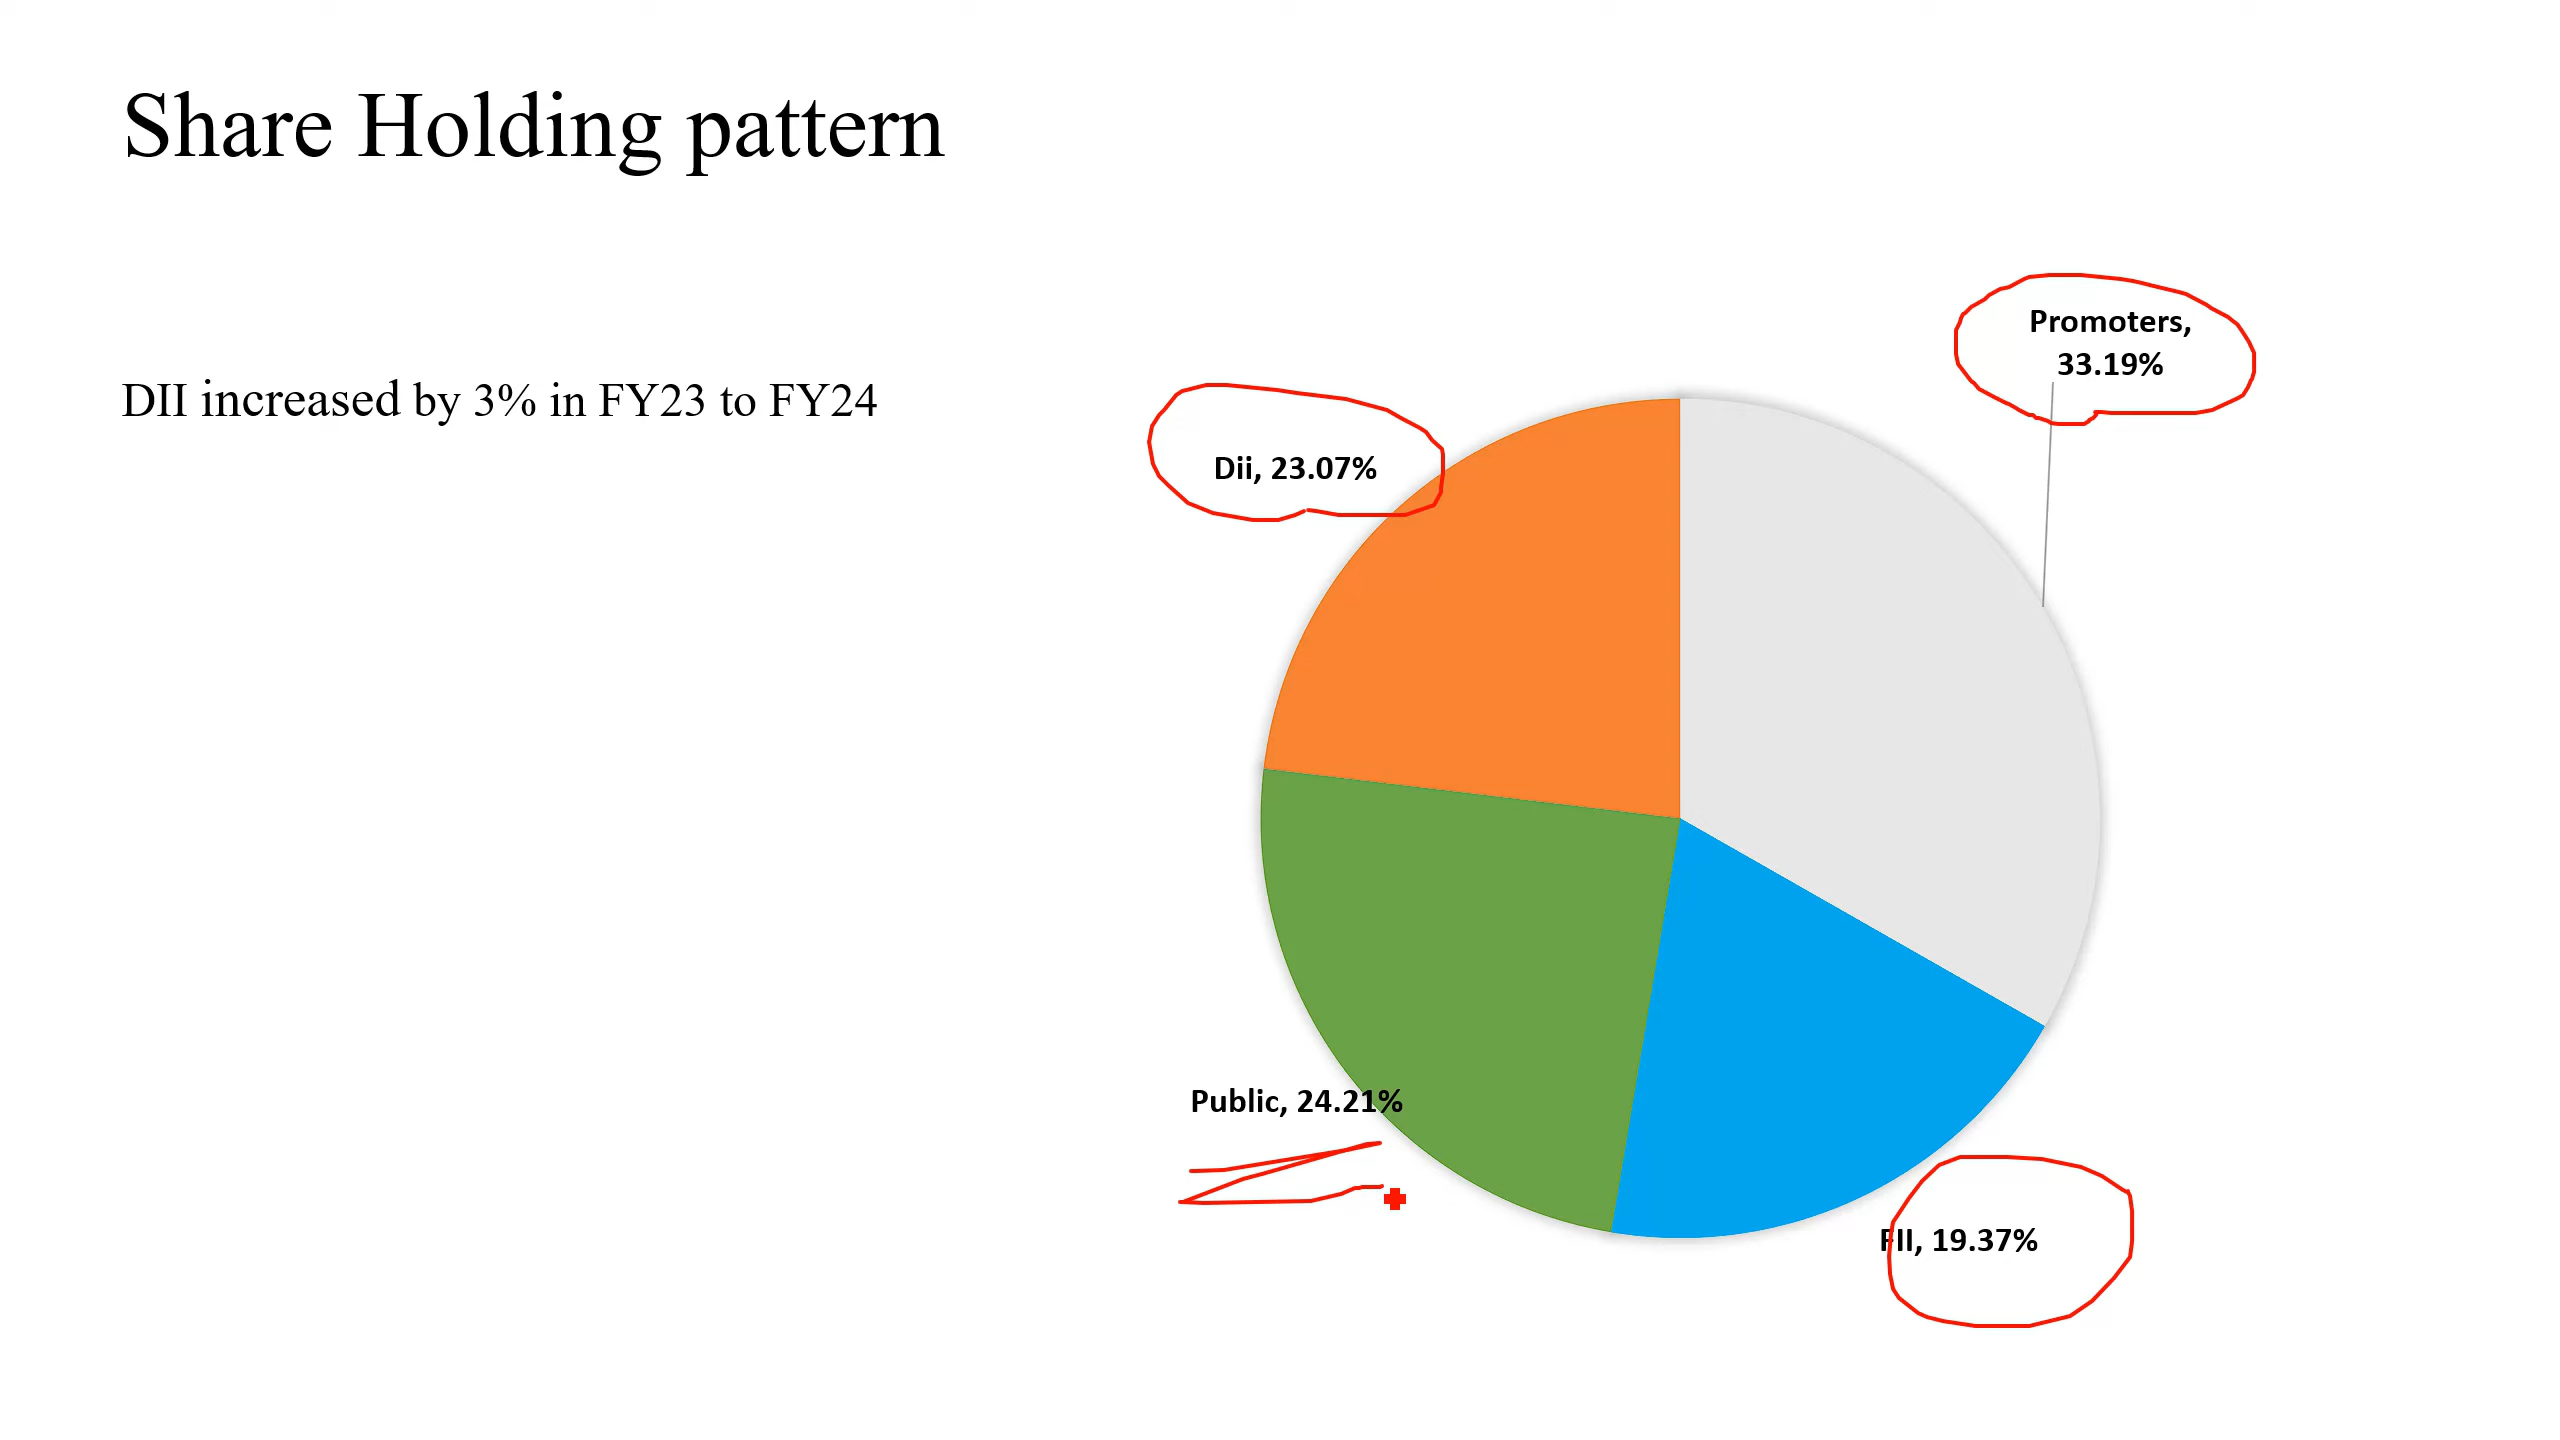 Share Holding pattern
DII increased by 3% in FY23 to FY24
Promoters,
33.19%
Dii, 23.07%
Public, 24.21%
FII, 19.37%